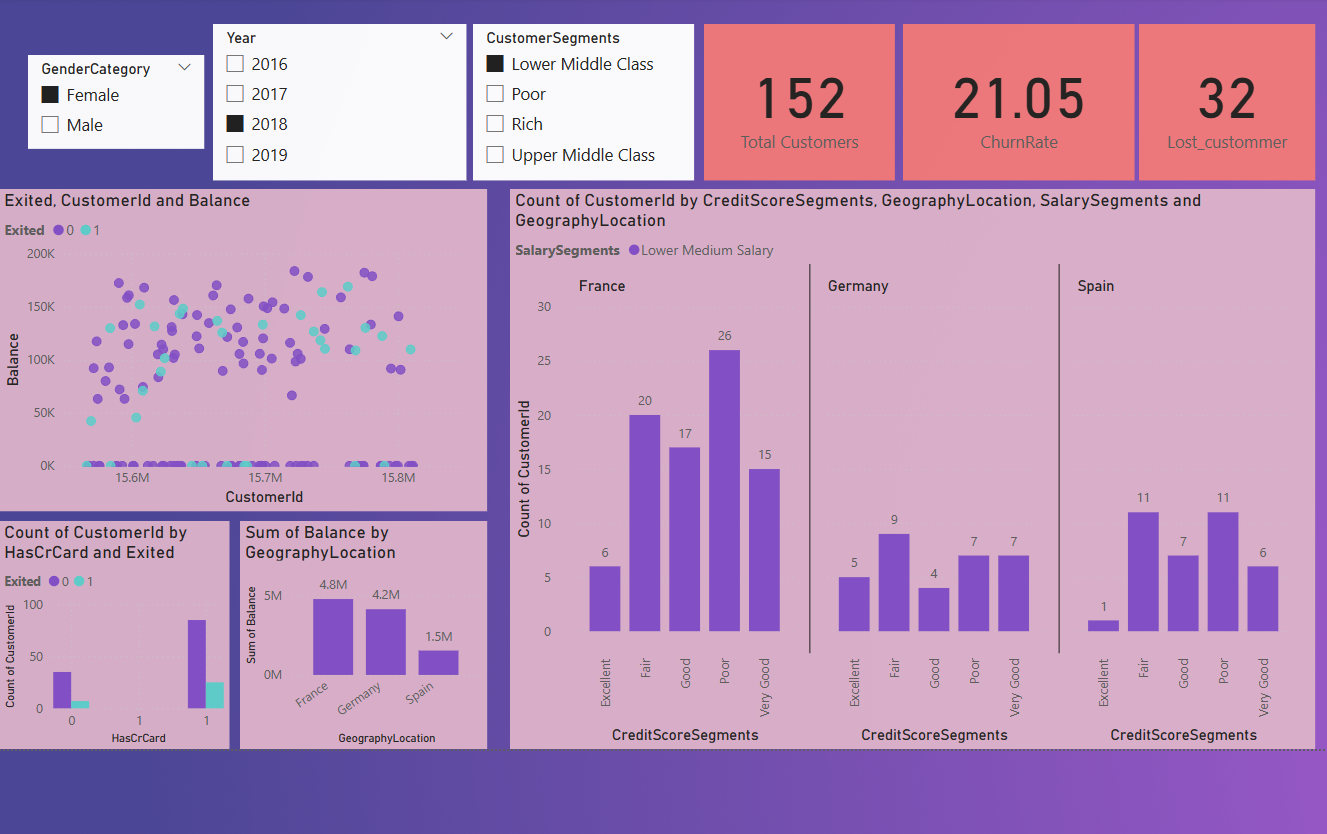 GenderCategory
Female
Male
Year
2016
2017
2018
2019
CustomerSegments
Lower Middle Class
Poor
Rich
Upper Middle Class
152
Total Customers
21.05
ChurnRate
32
Lost_custommer
Exited, CustomerId and Balance
Exited 0 1
200K
150K
100K
50K
0K
Balance
15.6M 15.7M 15.8M
CustomerId
Count of CustomerId by CreditScoreSegments, GeographyLocation, SalarySegments and
GeographyLocation
SalarySegments Lower Medium Salary
France Germany Spain
Count of CustomerId
30
25
20
15
10
5
0
6 20 17 26 15
5 9 4 7 7
1 11 7 11 6
Excellent Fair Good Poor Very Good
Excellent Fair Good Poor Very Good
Excellent Fair Good Poor Very Good
CreditScoreSegments CreditScoreSegments CreditScoreSegments
Count of CustomerId by
HasCrCard and Exited
Exited 0 1
Count of CustomerId
100
50
0
0 1 1
HasCrCard
Sum of Balance by
GeographyLocation
Sum of Balance
5M
0M
4.8M 4.2M 1.5M
France Germany Spain
GeographyLocation